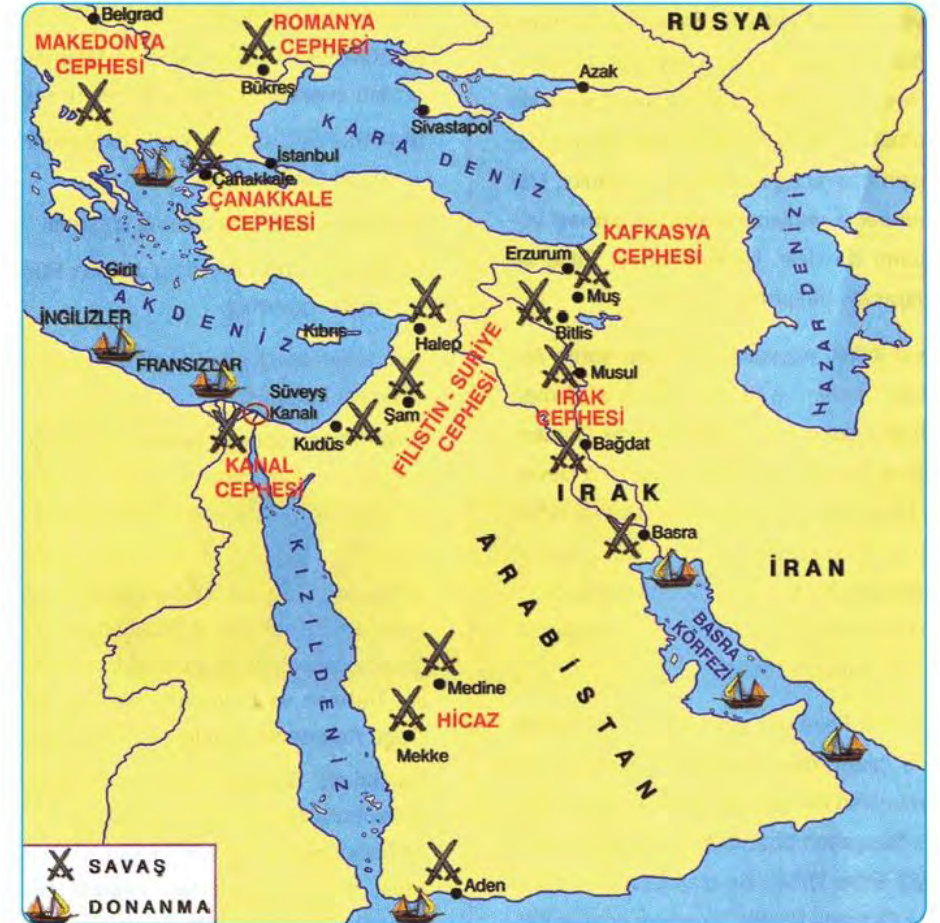 Belgrad
ROMANYA
CEPHESİ
RUSYA
MAKEDONYA
CEPHESİ
Bükreş
Azak
Sivastapol
KARA DENİZ
İstanbul
Çanakkale
ÇANAKKALE
CEPHESİ
KAFKASYA
CEPHESİ
Erzurum
Muş
Bitlis
HAZAR DENİZİ
Girit
AKDENİZ
Kıbrıs
İNGİLİZLER
FRANSIZLAR
Halep
Musul
Süveyş
Kanalı
Şam
Kudüs
FİLİSTİN - SURİYE
CEPHESİ
IRAK
CEPHESİ
Bağdat
KANAL
CEPHESİ
IRAK
Basra
İRAN
KIZILDENİZ
ARABİSTAN
BASRA
KÖRFEZİ
Medine
HİCAZ
Mekke
Aden
SAVAŞ
DONANMA